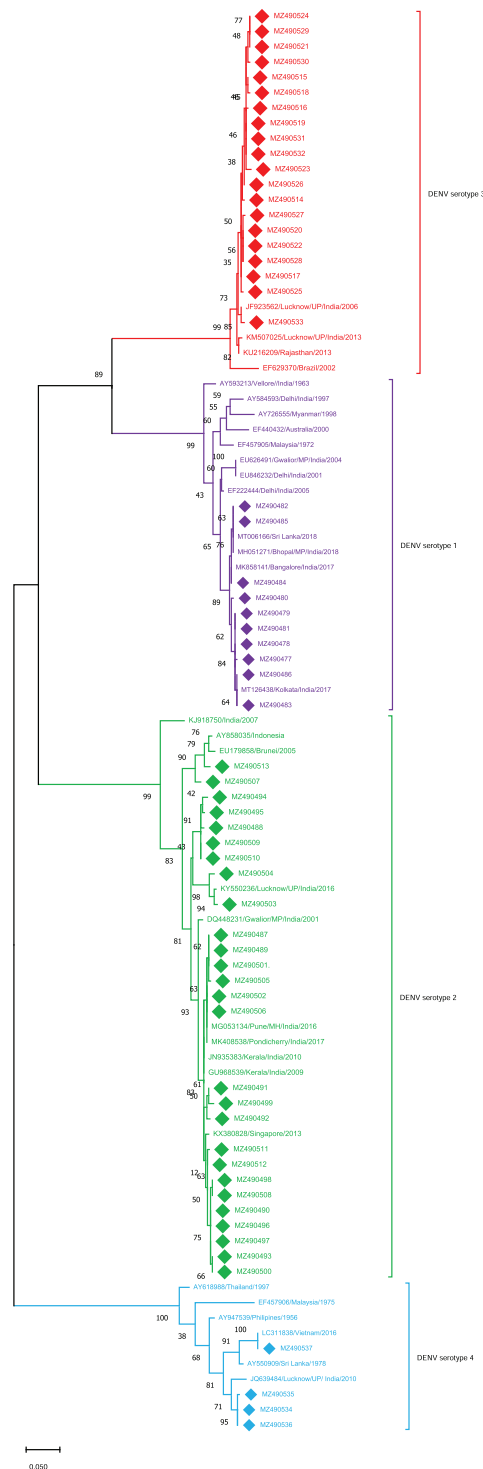 MZ490524
77
MZ490529
48
MZ490521
MZ490530
MZ490515
MZ490518
MZ490516
MZ490519
46
MZ490531
MZ490532
38
MZ490523
MZ490526
DENV serotype 3
MZ490514
MZ490527
50
MZ490520
MZ490522
56
MZ490528
35
MZ490517
MZ490525
73
JF923562/Lucknow/UP/India/2006
MZ490533
99
85
KM507025/Lucknow/UP/India/2013
KU216209/Rajasthan/2013
82
EF629370/Brazil/2002
89
AY593213/Vellore/India/1963
59
AY584593/Delhi/India/1997
55
AY726555/Myanmar/1998
60
EF440432/Australia/2000
99
EF457905/Malaysia/1972
100
EU626491/Gwalior/MP/India/2004
60
EU846232/Delhi/India/2001
EF222444/Delhi/India/2005
43
MZ490482
63
MZ490485
MT006166/Sri Lanka/2018
76
65
MH051271/Bhopal/MP/India/2018
DENV serotype 1
MK858141/Bangalore/India/2017
MZ490484
MZ490480
89
MZ490479
MZ490481
62
MZ490478
MZ490477
84
MZ490486
MT126438/Kolkata/India/2017
64
MZ490483
KJ918750/India/2007
76
AY858035/Indonesia
79
EU179858/Brunei/2005
90
MZ490513
MZ490507
99
42
MZ490494
MZ490495
91
MZ490488
MZ490509
43
MZ490510
83
MZ490504
KY550236/Lucknow/UP/India/2016
98
MZ490503
94
DQ448231/Gwalior/MP/India/2001
MZ490487
81
62
MZ490489
MZ490501.
MZ490505
63
MZ490502
DENV serotype 2
93
MZ490506
MG053134/Pune/MH/India/2016
MK408538/Pondicherry/India/2017
JN935383/Kerala/India/2010
GU968539/Kerala/India/2009
61
MZ490491
50
MZ490499
MZ490492
KX380828/Singapore/2013
MZ490511
MZ490512
12
63
MZ490498
MZ490508
50
MZ490490
MZ490496
75
MZ490497
MZ490493
66
MZ490500
AY618988/Thailand/1997
EF457906/Malaysia/1975
100
AY947539/Philipines/1956
100
LC311838/Vietnam/2016
38
91
MZ490537
DENV serotype 4
68
AY550909/Sri Lanka/1978
JQ639484/Lucknow/UP/ India/2010
81
MZ490535
71
MZ490534
95
MZ490536
0.050